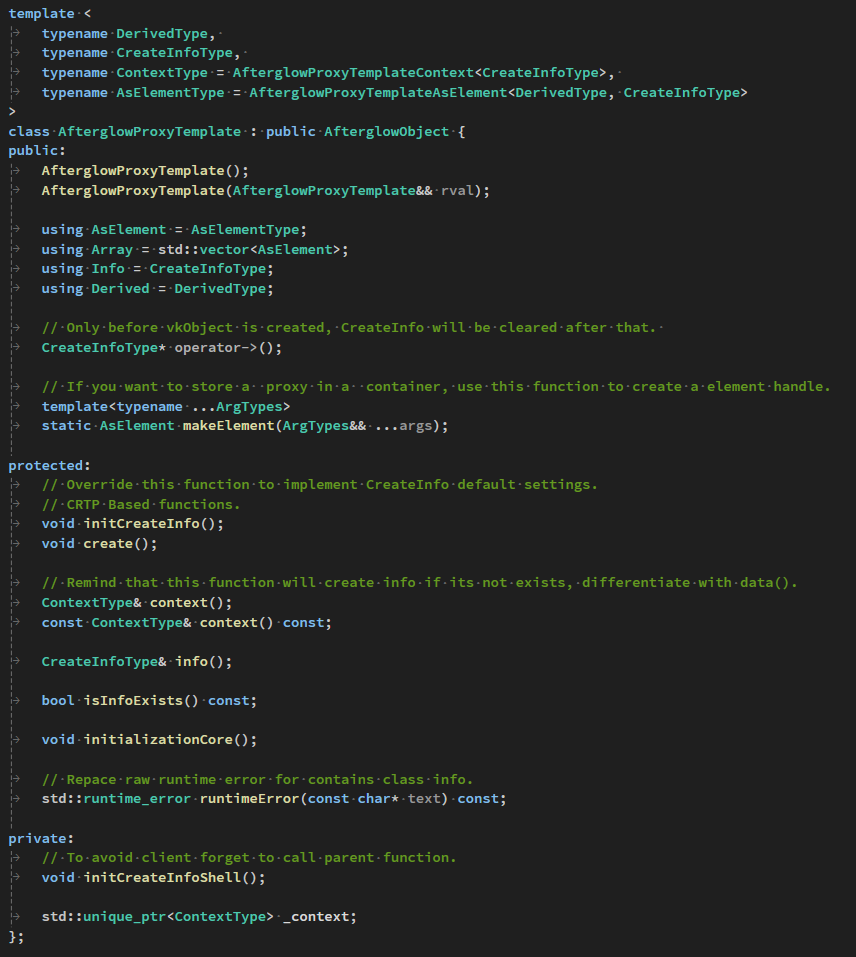 template <
typename DerivedType,
typename CreateInfoType,
typename ContextType = AfterglowProxyTemplateContext<CreateInfoType>,
typename AsElementType = AfterglowProxyTemplateAsElement<DerivedType, CreateInfoType>
>
class AfterglowProxyTemplate : public AfterglowObject {
public:
AfterglowProxyTemplate();
AfterglowProxyTemplate(AfterglowProxyTemplate&& rval);
using AsElement = AsElementType;
using Array = std::vector<AsElement>;
using Info = CreateInfoType;
using Derived = DerivedType;
// Only before vkObject is created, CreateInfo will be cleared after that.
CreateInfoType* operator->();
// If you want to store a  proxy in a  container, use this function to create a element handle.
template<typename ...ArgTypes>
static AsElement makeElement(ArgTypes&& ...args);
protected:
// Override this function to implement CreateInfo default settings.
// CRTP Based functions.
void initCreateInfo();
void create();
// Remind that this function will create info if its not exists, differentiate with data().
ContextType& context();
const ContextType& context() const;
CreateInfoType& info();
bool isInfoExists() const;
void initializationCore();
// Repace raw runtime error for contains class info.
std::runtime_error runtimeError(const char* text) const;
private:
// To avoid client forget to call parent function.
void initCreateInfoShell();
std::unique_ptr<ContextType> _context;
};